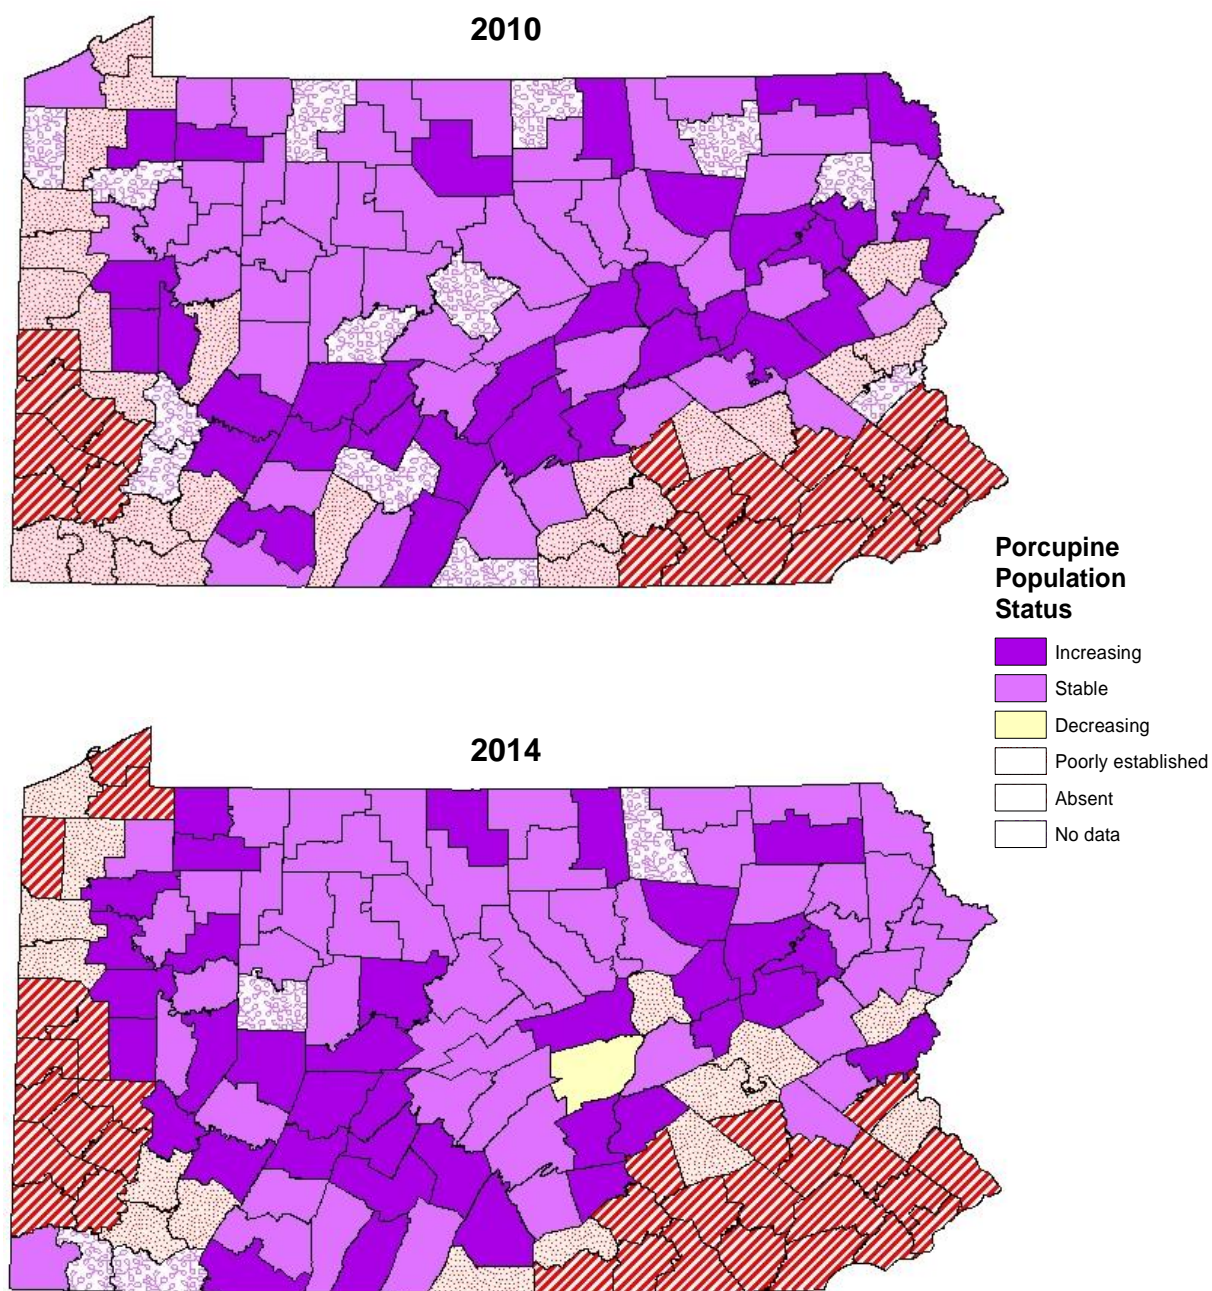 2010
Porcupine
Population
Status
Increasing
Stable
Decreasing
Poorly established
Absent
No data
2014